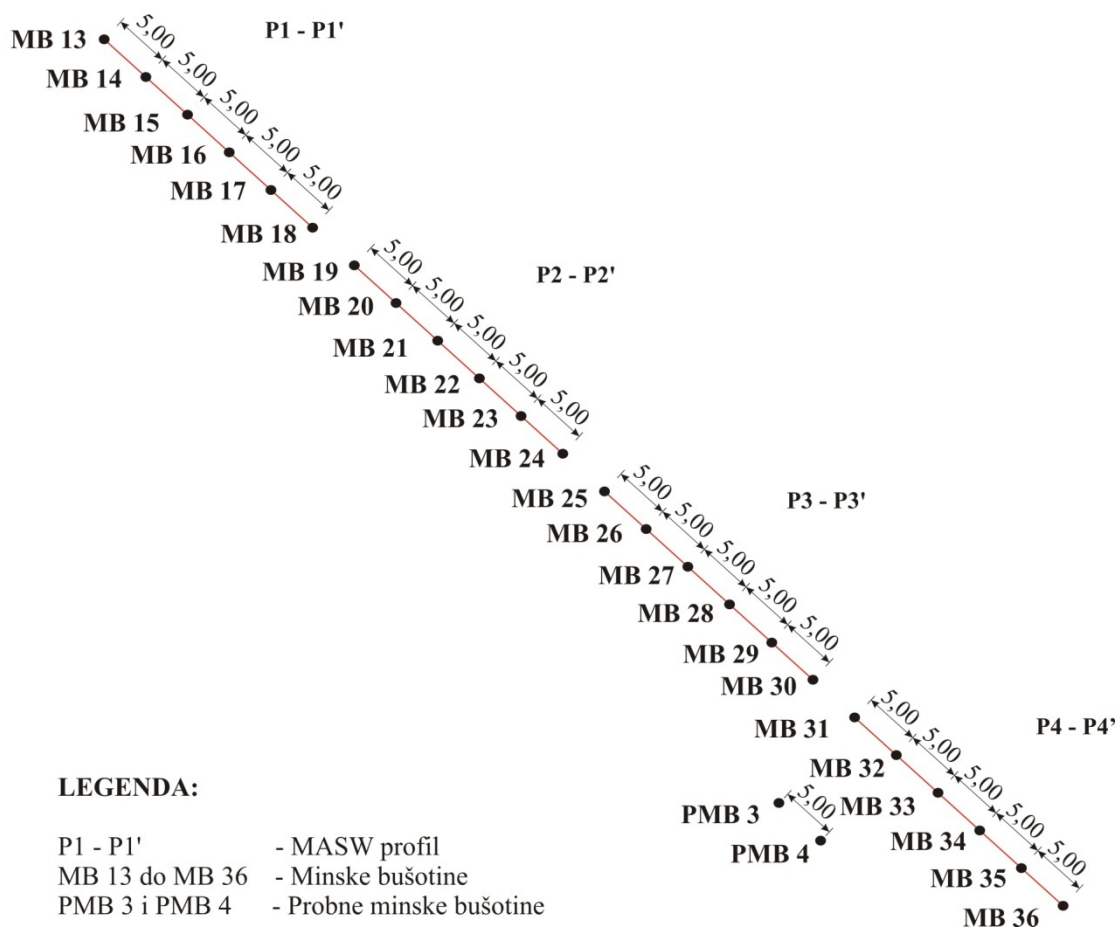 P1 - P1'
MB 13
5,00
MB 14
5,00
MB 15
5,00
MB 16
5,00
MB 17
5,00
MB 18
P2 - P2'
MB 19
5,00
MB 20
5,00
MB 21
5,00
MB 22
5,00
MB 23
5,00
MB 24
P3 - P3'
MB 25
5,00
MB 26
5,00
MB 27
5,00
MB 28
5,00
MB 29
5,00
MB 30
P4 - P4’
MB 31
5,00
MB 32
5,00
MB 33
5,00
MB 34
5,00
MB 35
5,00
MB 36
PMB 3
5,00
PMB 4
LEGENDA:
P1 - P1' - MASW profil
MB 13 do MB 36 - Minske bušotine
PMB 3 i PMB 4 - Probne minske bušotine